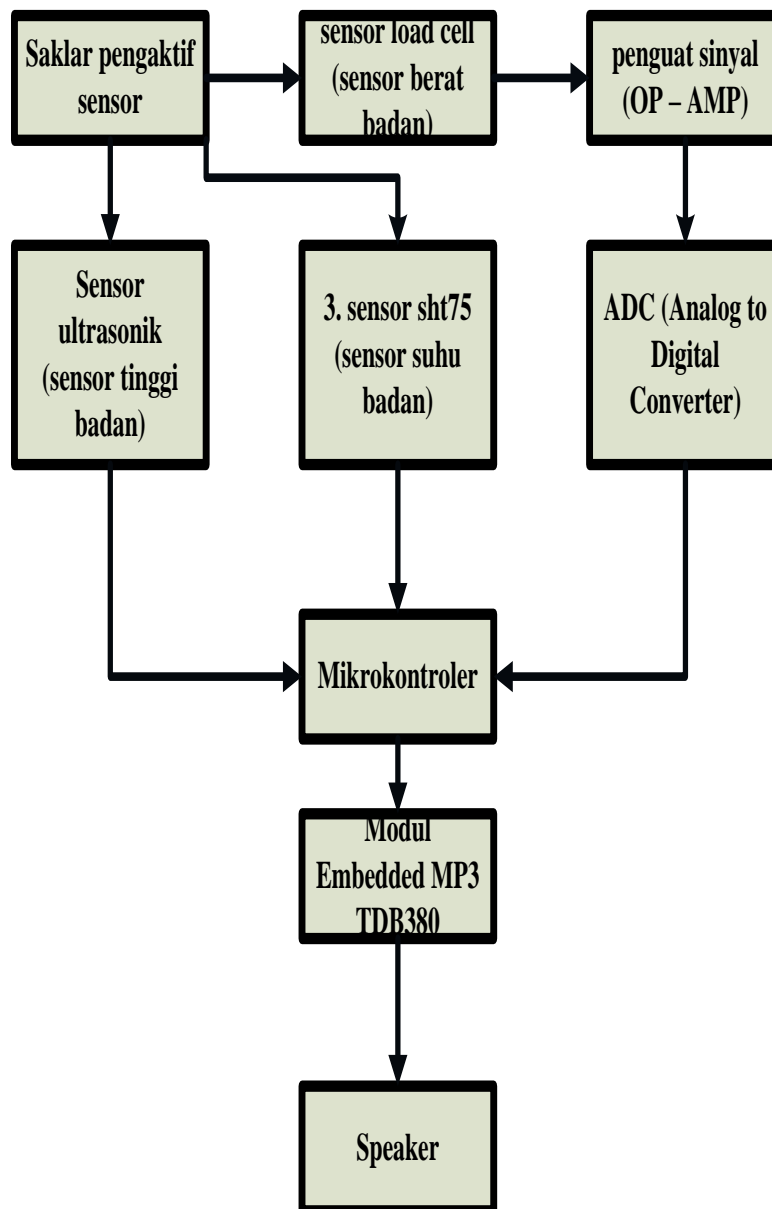 Saklar pengaktif
sensor
sensor load cell
(sensor berat
badan)
penguat sinyal
(OP – AMP)
Sensor
ultrasonik
(sensor tinggi
badan)
3. sensor sht75
(sensor suhu
badan)
ADC (Analog to
Digital
Converter)
Mikrokontroler
Modul
Embedded MP3
TDB380
Speaker